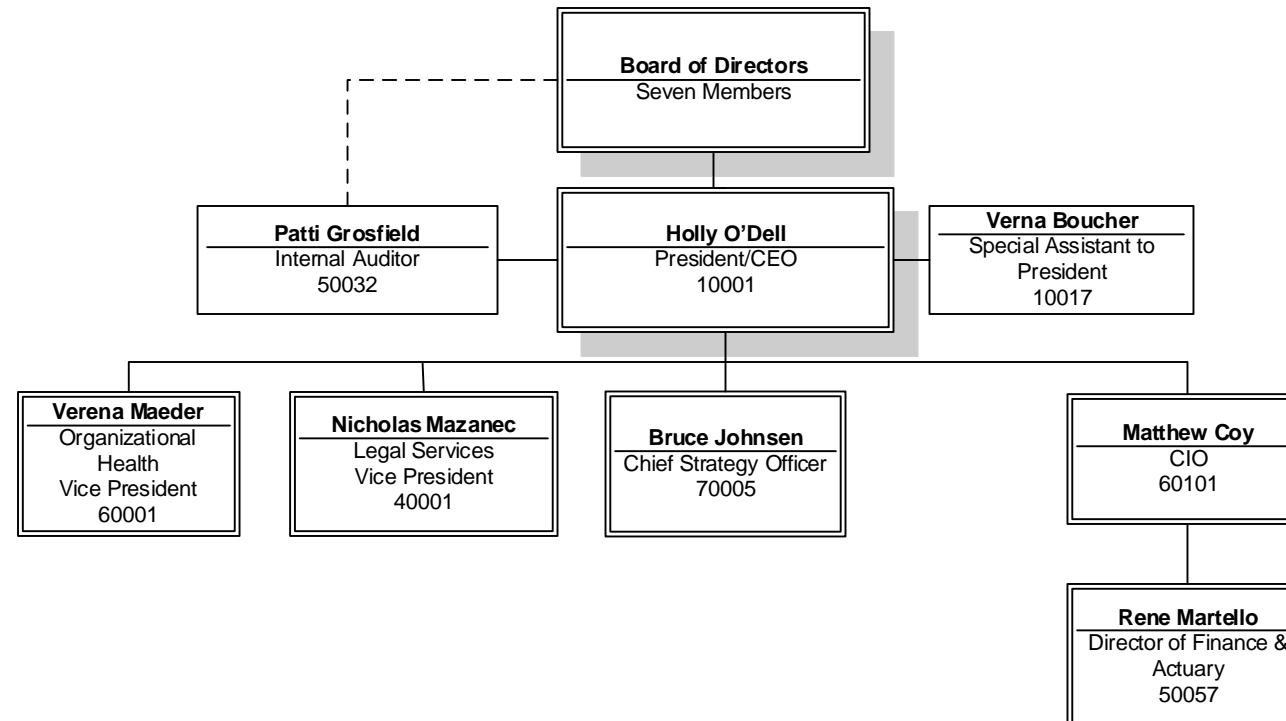 Board of Directors
Seven Members
Patti Grosfield
Internal Auditor
50032
Holly O'Dell
President/CEO
10001
Verna Boucher
Special Assistant to
President
10017
Verena Maeder
Organizational
Health
Vice President
60001
Nicholas Mazanec
Legal Services
Vice President
40001
Bruce Johnsen
Chief Strategy Officer
70005
Matthew Coy
CIO
60101
Rene Martello
Director of Finance &
Actuary
50057